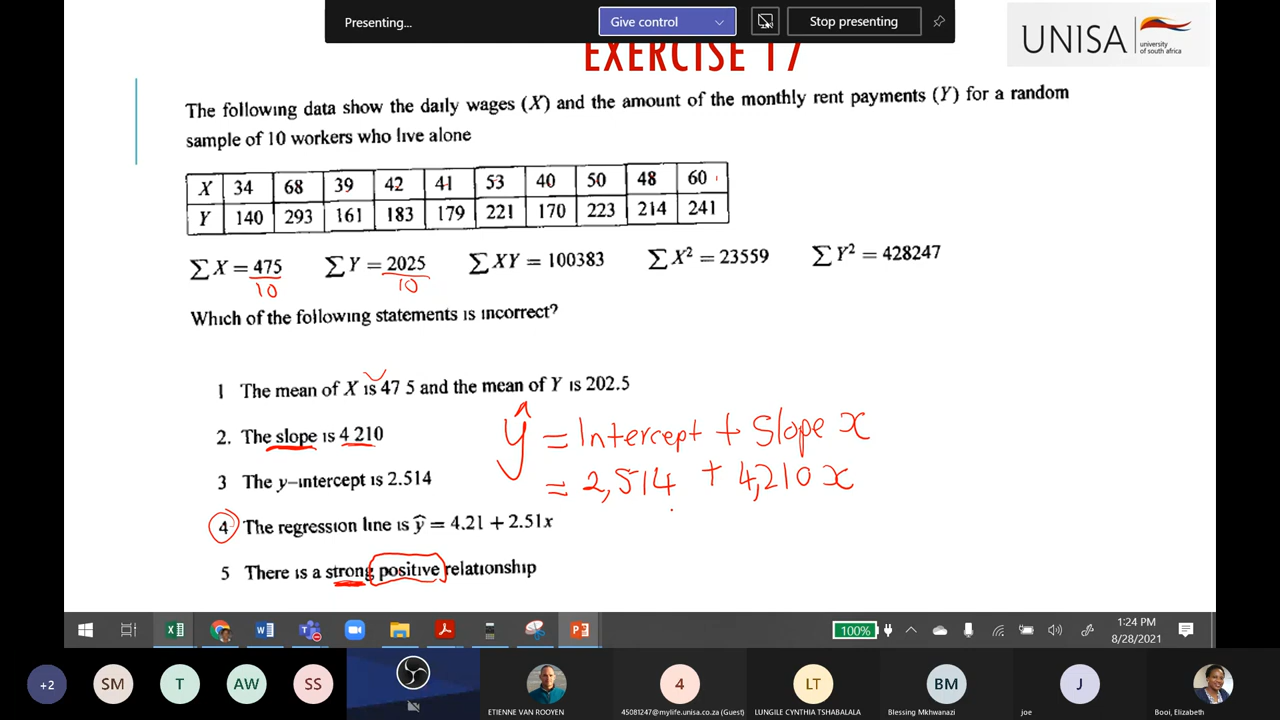 Presenting...
Give control
Stop presenting
UNISA university of south africa
EXERCISE 17
The following data show the daily wages (X) and the amount of the monthly rent payments (Y) for a random
sample of 10 workers who live alone
X 34 68 39 42 41 53 40 50 48 60
Y 140 293 161 183 179 221 170 223 214 241
∑X = 475 ∑Y = 2025 ∑XY = 100383 ∑X² = 23559 ∑Y² = 428247
10 10
Which of the following statements is incorrect?
1 The mean of X is 47 5 and the mean of Y is 202.5
2. The slope is 4 210
ŷ = Intercept + Slope x
3 The y-intercept is 2.514
= 2,514 + 4,210x
4 The regression line is ŷ = 4.21 + 2.51x
5 There is a strong positive relationship
100%
1:24 PM
8/28/2021
+2
SM
T
AW
SS
ETIENNE VAN ROOYEN
4
45081247@mylife.unisa.co.za (Guest)
LT
LUNGILE CYNTHIA TSHABALALA
BM
Blessing Mkhwanazi
J
joe
Booi, Elizabeth